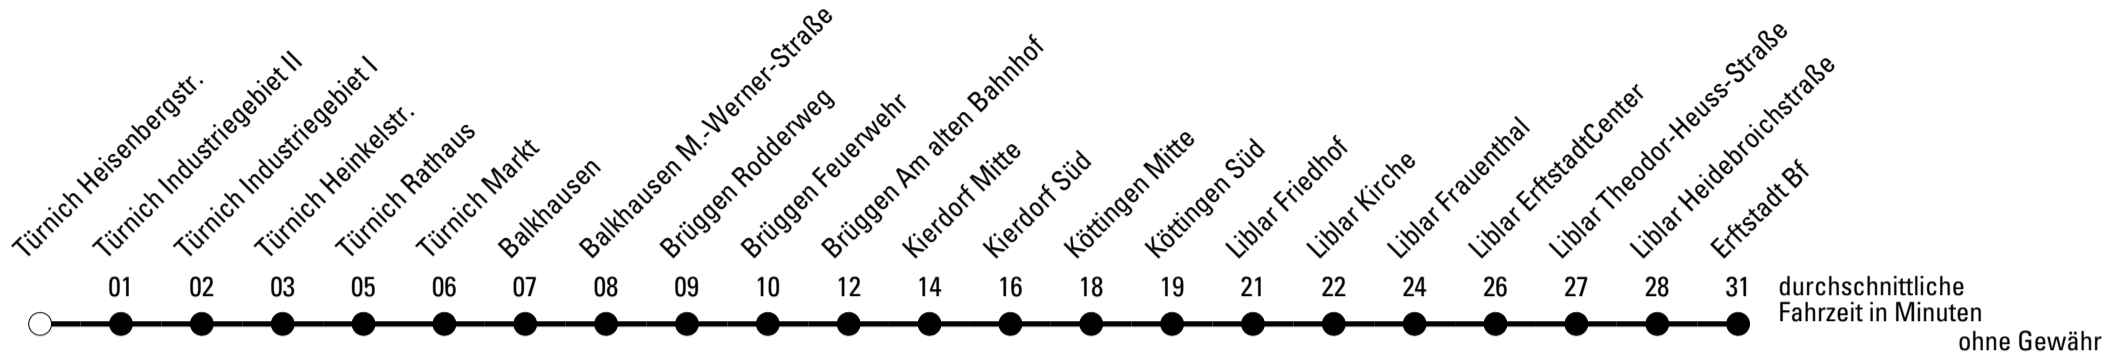 Türnich Heisenbergstr.
Türnich Industriegebiet II
Türnich Industriegebiet I
Türnich Heinkelstr.
Türnich Rathaus
Türnich Markt
Balkhausen
Balkhausen M.-Werner-Straße
Brüggen Rodderweg
Brüggen Feuerwehr
Brüggen Am alten Bahnhof
Kierdorf Mitte
Kierdorf Süd
Köttingen Mitte
Köttingen Süd
Liblar Friedhof
Liblar Kirche
Liblar Frauenthal
Liblar ErftstadtCenter
Liblar Theodor-Heuss-Straße
Liblar Heidebroichstraße
Erftstadt Bf
01 02 03 05 06 07 08 09 10 12 14 16 18 19 21 22 24 26 27 28 31
durchschnittliche
Fahrzeit in Minuten
ohne Gewähr